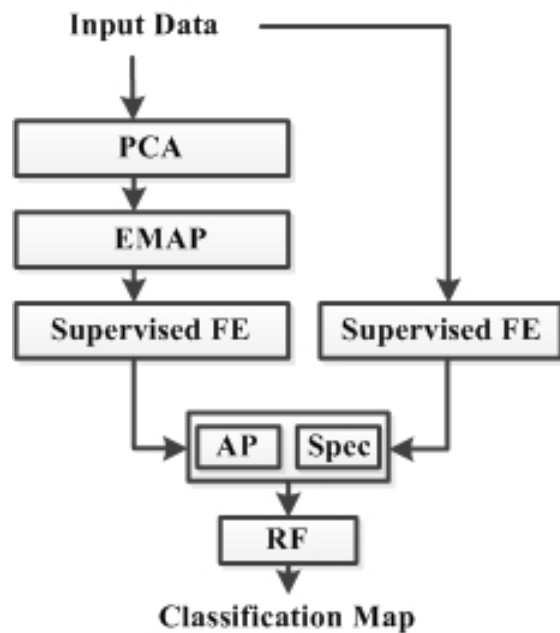 Input Data
PCA
EMAP
Supervised FE
Supervised FE
AP
Spec
RF
Classification Map